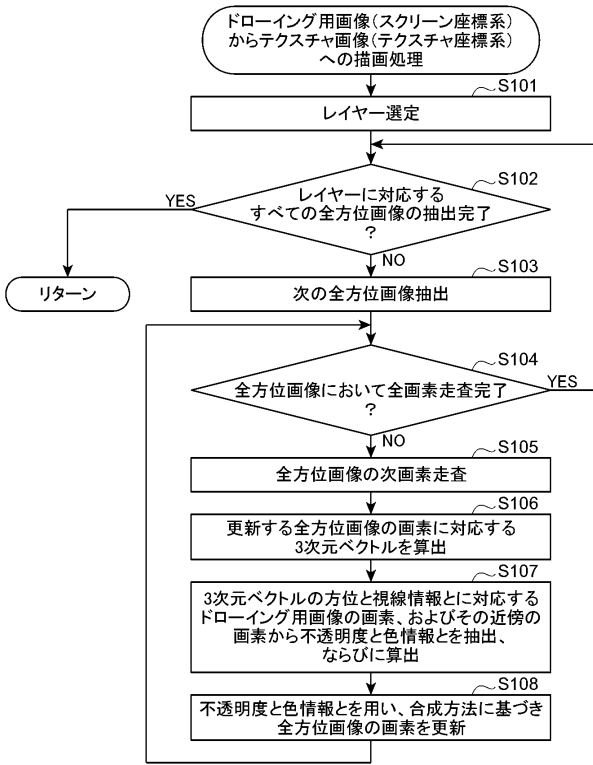 ドローイング用画像(スクリーン座標系)
からテクスチャ画像(テクスチャ座標系)
への描画処理
S101
レイヤー選定
S102
レイヤーに対応する
すべての全方位画像の抽出完了
?
YES
NO
リターン
S103
次の全方位画像抽出
S104
全方位画像において全画素走査完了
?
YES
NO
S105
全方位画像の次画素走査
S106
更新する全方位画像の画素に対応する
3次元ベクトルを算出
S107
3次元ベクトルの方位と視線情報とに対応する
ドローイング用画像の画素、およびその近傍の
画素から不透明度と色情報とを抽出、
ならびに算出
S108
不透明度と色情報とを用い、合成方法に基づき
全方位画像の画素を更新